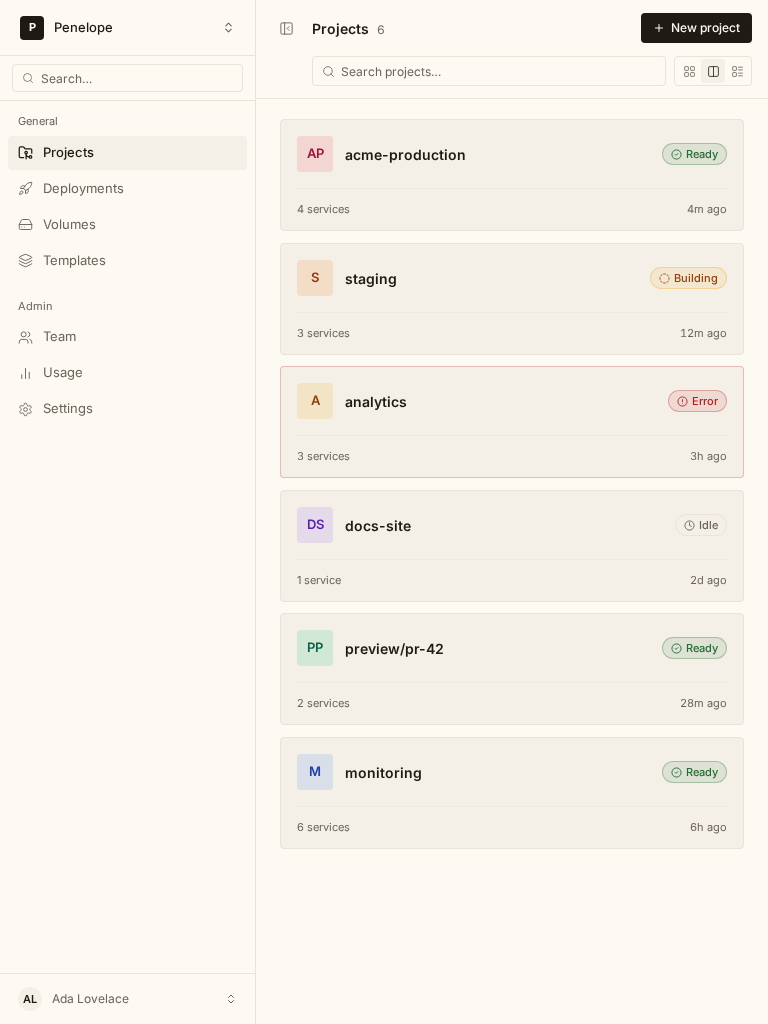 P Penelope
Search...
General
Projects
Deployments
Volumes
Templates
Admin
Team
Usage
Settings
AL Ada Lovelace
Projects 6
New project
Search projects...
AP acme-production Ready
4 services 4m ago
S staging Building
3 services 12m ago
A analytics Error
3 services 3h ago
DS docs-site Idle
1 service 2d ago
PP preview/pr-42 Ready
2 services 28m ago
M monitoring Ready
6 services 6h ago